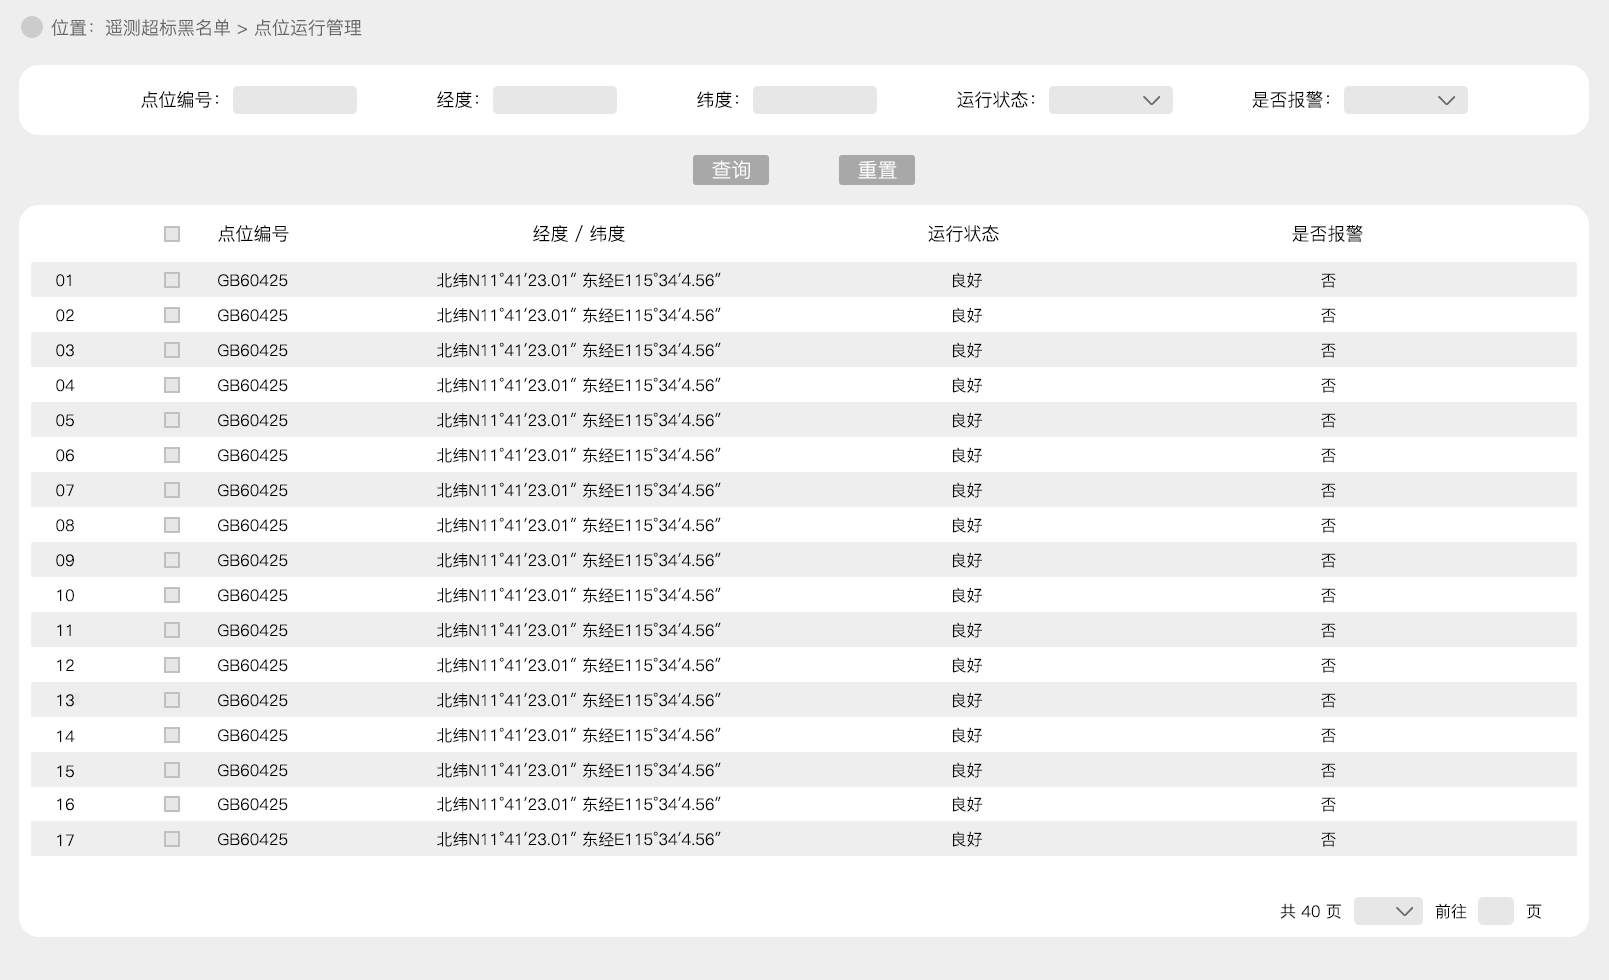 位置：遥测超标黑名单 > 点位运行管理
点位编号： 经度： 纬度： 运行状态： 是否报警：
查询 重置
点位编号 经度 / 纬度 运行状态 是否报警
01 GB60425 北纬N11°41′23.01″ 东经E115°34′4.56″ 良好 否
02 GB60425 北纬N11°41′23.01″ 东经E115°34′4.56″ 良好 否
03 GB60425 北纬N11°41′23.01″ 东经E115°34′4.56″ 良好 否
04 GB60425 北纬N11°41′23.01″ 东经E115°34′4.56″ 良好 否
05 GB60425 北纬N11°41′23.01″ 东经E115°34′4.56″ 良好 否
06 GB60425 北纬N11°41′23.01″ 东经E115°34′4.56″ 良好 否
07 GB60425 北纬N11°41′23.01″ 东经E115°34′4.56″ 良好 否
08 GB60425 北纬N11°41′23.01″ 东经E115°34′4.56″ 良好 否
09 GB60425 北纬N11°41′23.01″ 东经E115°34′4.56″ 良好 否
10 GB60425 北纬N11°41′23.01″ 东经E115°34′4.56″ 良好 否
11 GB60425 北纬N11°41′23.01″ 东经E115°34′4.56″ 良好 否
12 GB60425 北纬N11°41′23.01″ 东经E115°34′4.56″ 良好 否
13 GB60425 北纬N11°41′23.01″ 东经E115°34′4.56″ 良好 否
14 GB60425 北纬N11°41′23.01″ 东经E115°34′4.56″ 良好 否
15 GB60425 北纬N11°41′23.01″ 东经E115°34′4.56″ 良好 否
16 GB60425 北纬N11°41′23.01″ 东经E115°34′4.56″ 良好 否
17 GB60425 北纬N11°41′23.01″ 东经E115°34′4.56″ 良好 否
共 40 页 前往 页